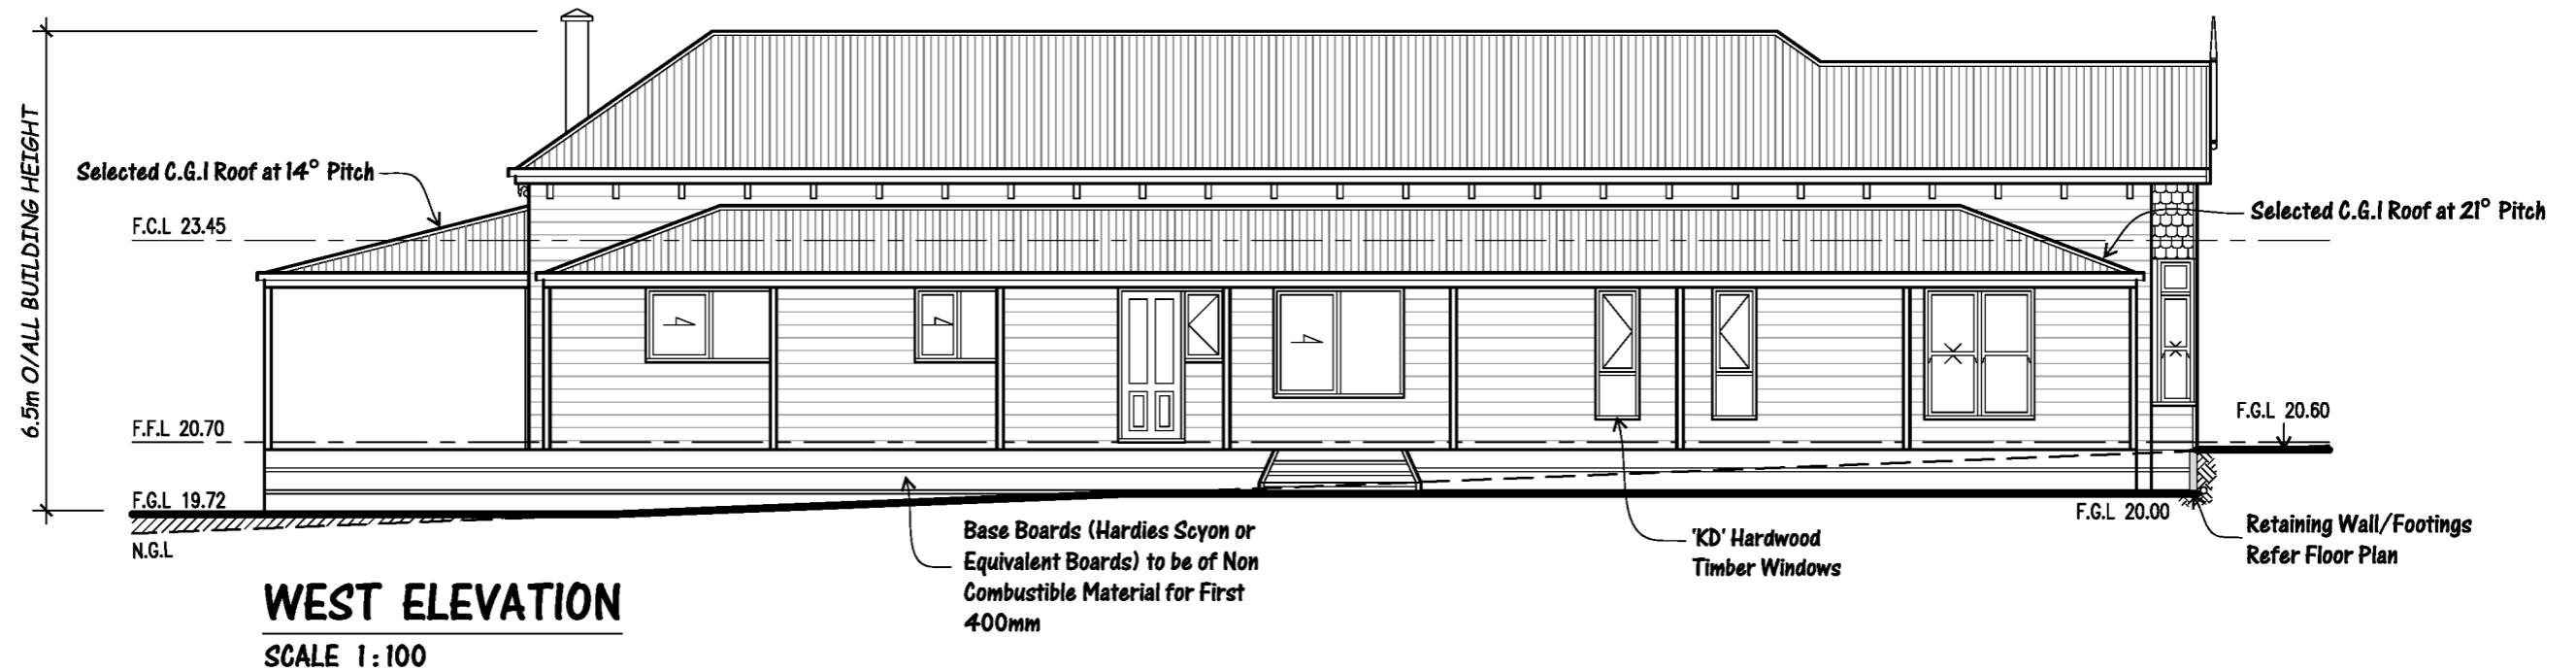 6.5m O/ALL BUILDING HEIGHT
Selected C.G.I Roof at 14° Pitch
F.C.L 23.45
Selected C.G.I Roof at 21° Pitch
F.F.L 20.70
F.G.L 20.60
F.G.L 19.72
F.G.L 20.00
N.G.L
Base Boards (Hardies Scyon or
Equivalent Boards) to be of Non
Combustible Material for First
400mm
'KD' Hardwood
Timber Windows
Retaining Wall/Footings
Refer Floor Plan
WEST ELEVATION
SCALE 1:100